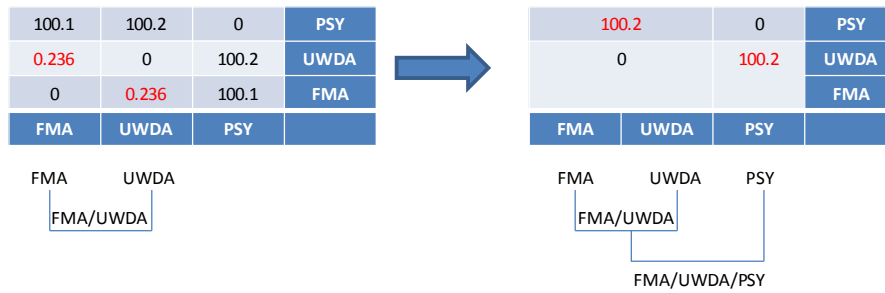 100.1 100.2 0 PSY
0.236 0 100.2 UWDA
0 0.236 100.1 FMA
FMA UWDA PSY
FMA UWDA
FMA/UWDA
100.2 0 PSY
0 100.2 UWDA
FMA
FMA UWDA PSY
FMA UWDA PSY
FMA/UWDA
FMA/UWDA/PSY